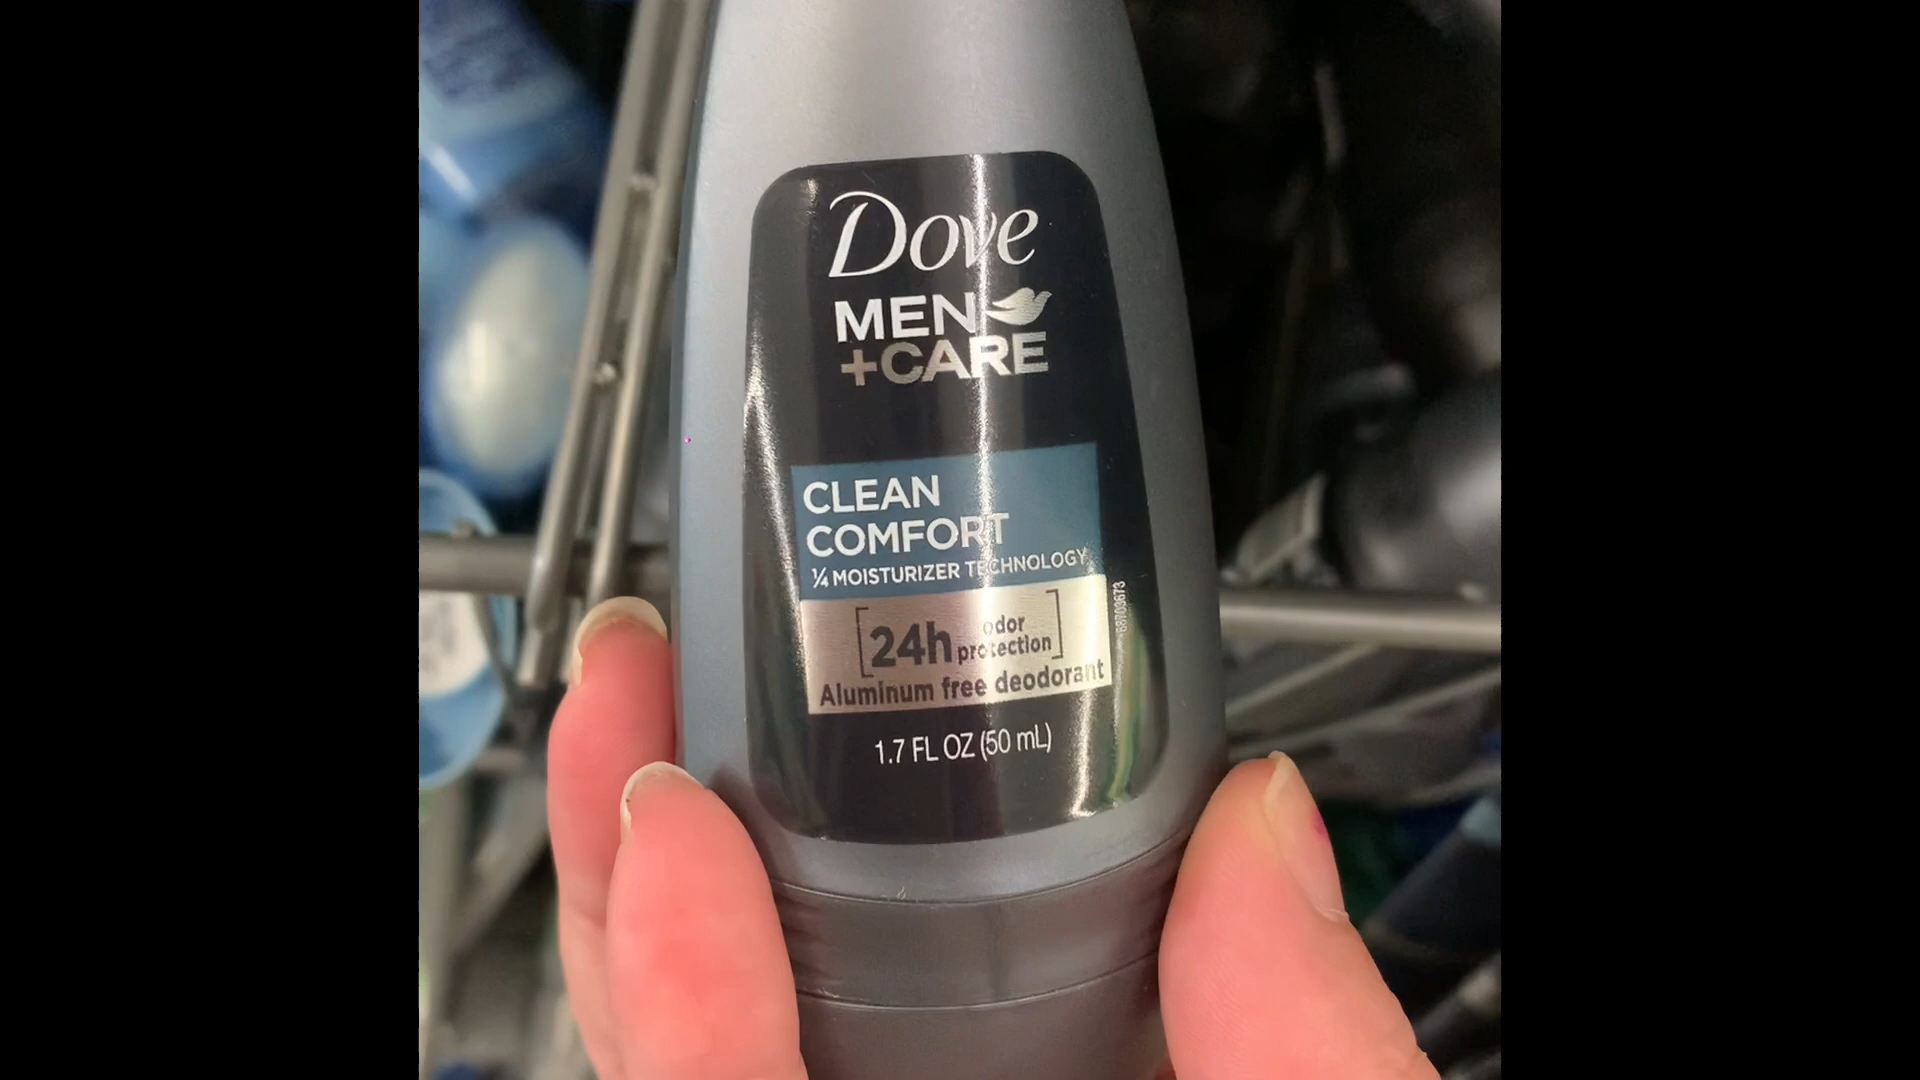 Dove
MEN
+CARE
CLEAN
COMFORT
¼ MOISTURIZER TECHNOLOGY
24h odor
protection
Aluminum free deodorant
68703673
1.7 FL OZ (50 mL)